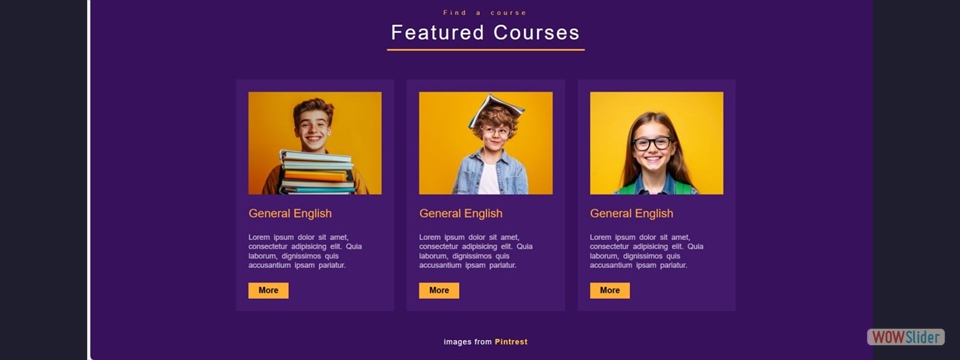 Find a course
Featured Courses
General English
Lorem ipsum dolor sit amet,
consectetur adipisicing elit. Quia
laborum, dignissimos quis
accusantium ipsam pariatur.
More
General English
Lorem ipsum dolor sit amet,
consectetur adipisicing elit. Quia
laborum, dignissimos quis
accusantium ipsam pariatur.
More
General English
Lorem ipsum dolor sit amet,
consectetur adipisicing elit. Quia
laborum, dignissimos quis
accusantium ipsam pariatur.
More
images from Pintrest
WOWSlider